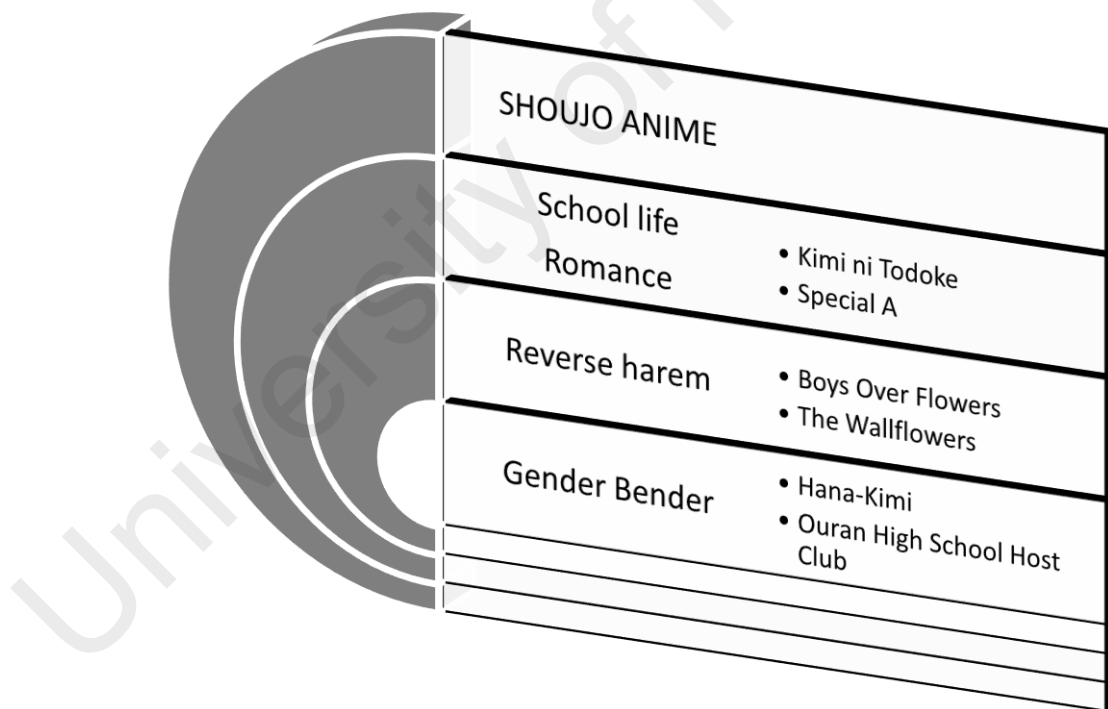 SHOUJO ANIME
School life
Romance
• Kimi ni Todoke
• Special A
Reverse harem
• Boys Over Flowers
• The Wallflowers
Gender Bender
• Hana-Kimi
• Ouran High School Host
Club
University of